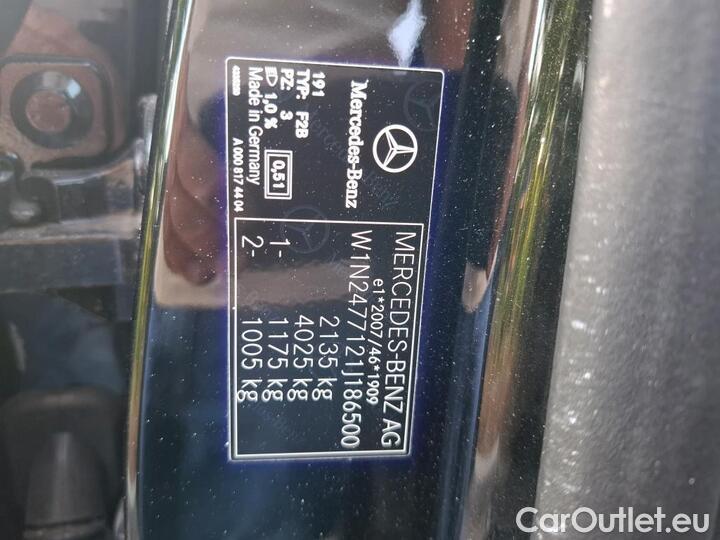 Mercedes-Benz
191
TYP: F2B
PZ: 3
1,0 % 0,51
Made in Germany
A 000 817 44 04
MERCEDES-BENZ AG
e1*2007/46*1909
W1N2477121J186500
2135 kg
4025 kg
1- 1175 kg
2- 1005 kg
© CarOutlet.eu